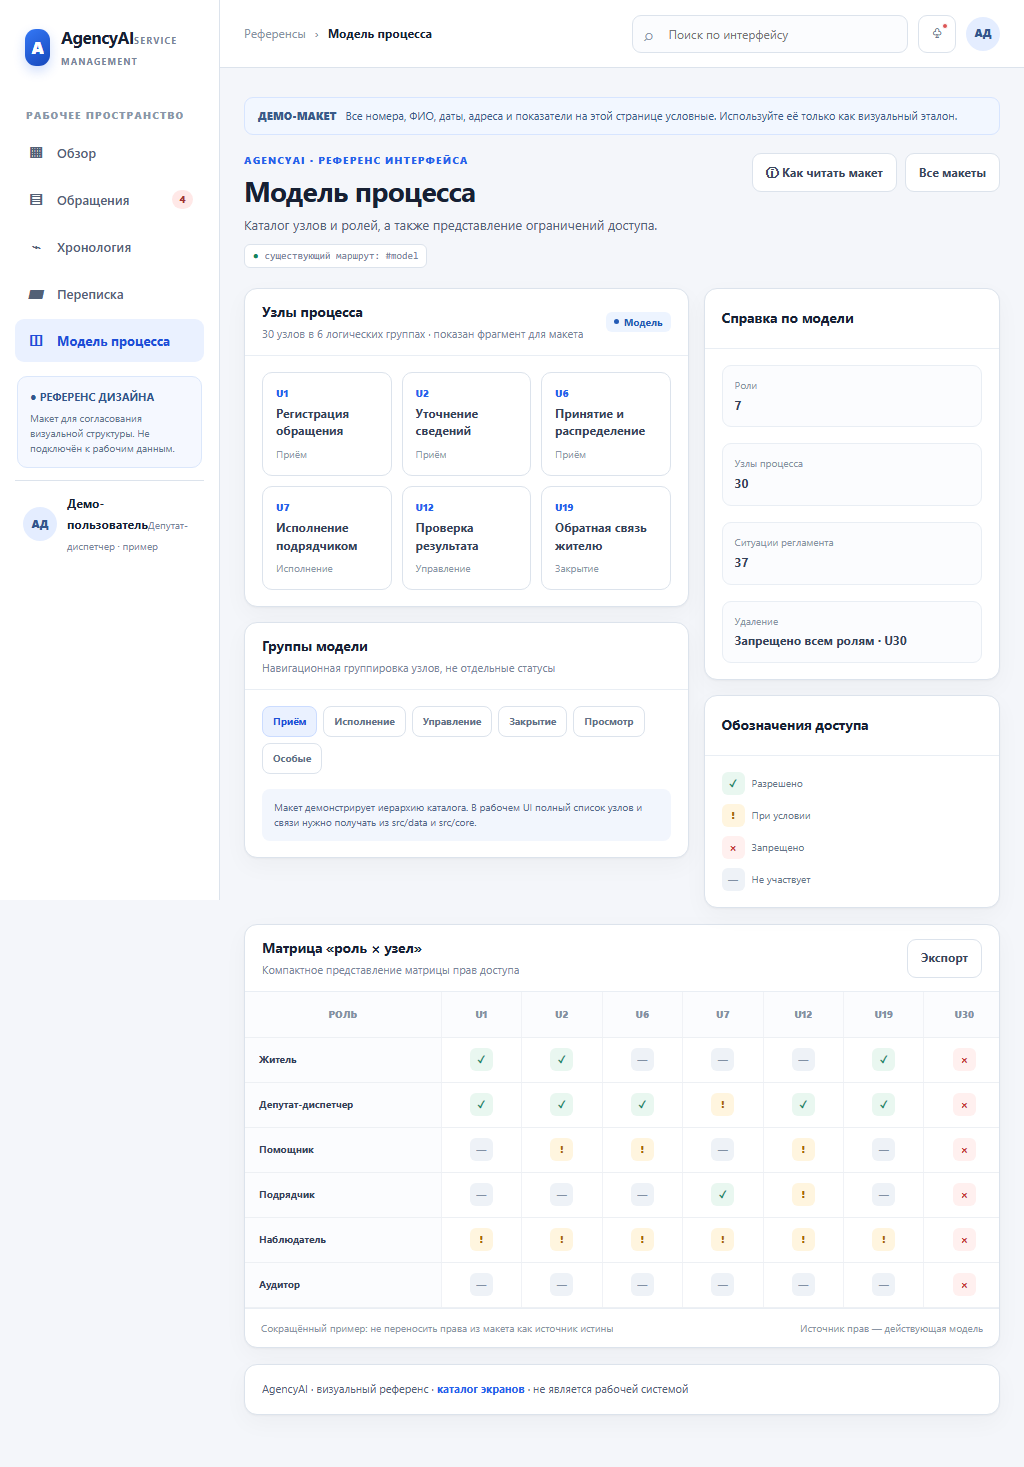 A
AgencyAI SERVICE
MANAGEMENT
РАБОЧЕЕ ПРОСТРАНСТВО
Обзор
Обращения 4
Хронология
Переписка
Модель процесса
● РЕФЕРЕНС ДИЗАЙНА
Макет для согласования
визуальной структуры. Не
подключён к рабочим данным.
АД
Демо-
пользователь Депутат-
диспетчер · пример
Референсы › Модель процесса
Поиск по интерфейсу
АД
ДЕМО-МАКЕТ Все номера, ФИО, даты, адреса и показатели на этой странице условные. Используйте её только как визуальный эталон.
AGENCYAI · РЕФЕРЕНС ИНТЕРФЕЙСА
Модель процесса
Каталог узлов и ролей, а также представление ограничений доступа.
● существующий маршрут: #model
ⓘ Как читать макет
Все макеты
Узлы процесса
30 узлов в 6 логических группах · показан фрагмент для макета
● Модель
U1
Регистрация
обращения
Приём
U2
Уточнение
сведений
Приём
U6
Принятие и
распределение
Приём
U7
Исполнение
подрядчиком
Исполнение
U12
Проверка
результата
Управление
U19
Обратная связь
жителю
Закрытие
Группы модели
Навигационная группировка узлов, не отдельные статусы
Приём Исполнение Управление Закрытие Просмотр
Особые
Макет демонстрирует иерархию каталога. В рабочем UI полный список узлов и
связи нужно получать из src/data и src/core.
Справка по модели
Роли
7
Узлы процесса
30
Ситуации регламента
37
Удаление
Запрещено всем ролям · U30
Обозначения доступа
✓ Разрешено
! При условии
× Запрещено
— Не участвует
Матрица «роль × узел»
Компактное представление матрицы прав доступа
Экспорт
РОЛЬ U1 U2 U6 U7 U12 U19 U30
Житель ✓ ✓ — — — ✓ ×
Депутат-диспетчер ✓ ✓ ✓ ! ✓ ✓ ×
Помощник — ! ! — ! — ×
Подрядчик — — — ✓ ! — ×
Наблюдатель ! ! ! ! ! ! ×
Аудитор — — — — — — ×
Сокращённый пример: не переносить права из макета как источник истины
Источник прав — действующая модель
AgencyAI · визуальный референс · каталог экранов · не является рабочей системой